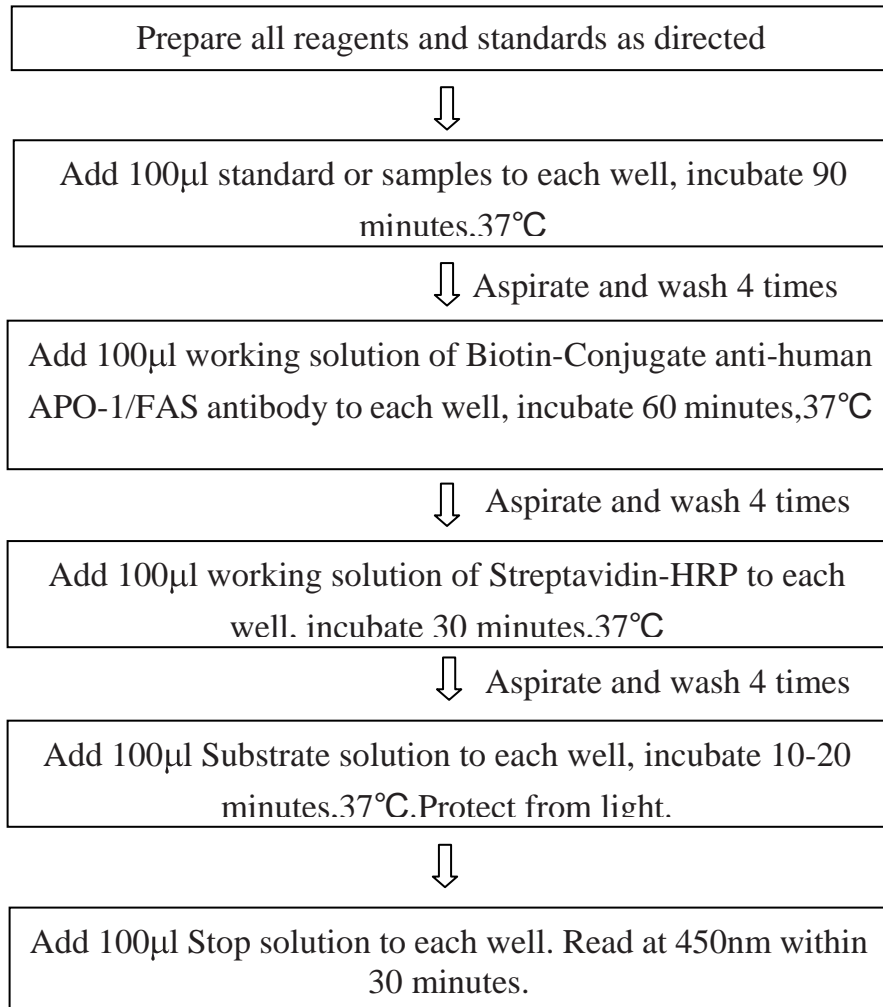 Prepare all reagents and standards as directed
Add 100μl standard or samples to each well, incubate 90
minutes,37℃
Aspirate and wash 4 times
Add 100μl working solution of Biotin-Conjugate anti-human
APO-1/FAS antibody to each well, incubate 60 minutes,37℃
Aspirate and wash 4 times
Add 100μl working solution of Streptavidin-HRP to each
well, incubate 30 minutes,37℃
Aspirate and wash 4 times
Add 100μl Substrate solution to each well, incubate 10-20
minutes,37℃.Protect from light.
Add 100μl Stop solution to each well. Read at 450nm within
30 minutes.